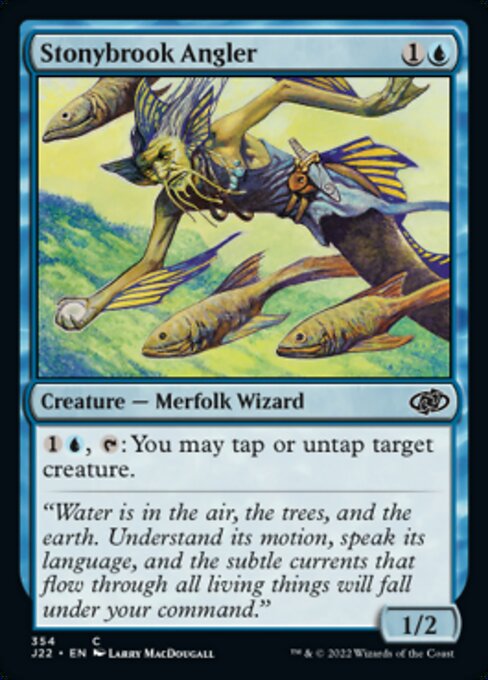 Stonybrook Angler 1
Creature — Merfolk Wizard
1, : You may tap or untap target
creature.
“Water is in the air, the trees, and the
earth. Understand its motion, speak its
language, and the subtle currents that
flow through all living things will fall
under your command.”
1/2
354 C
J22 • EN Larry MacDougall
™ & © 2022 Wizards of the Coast